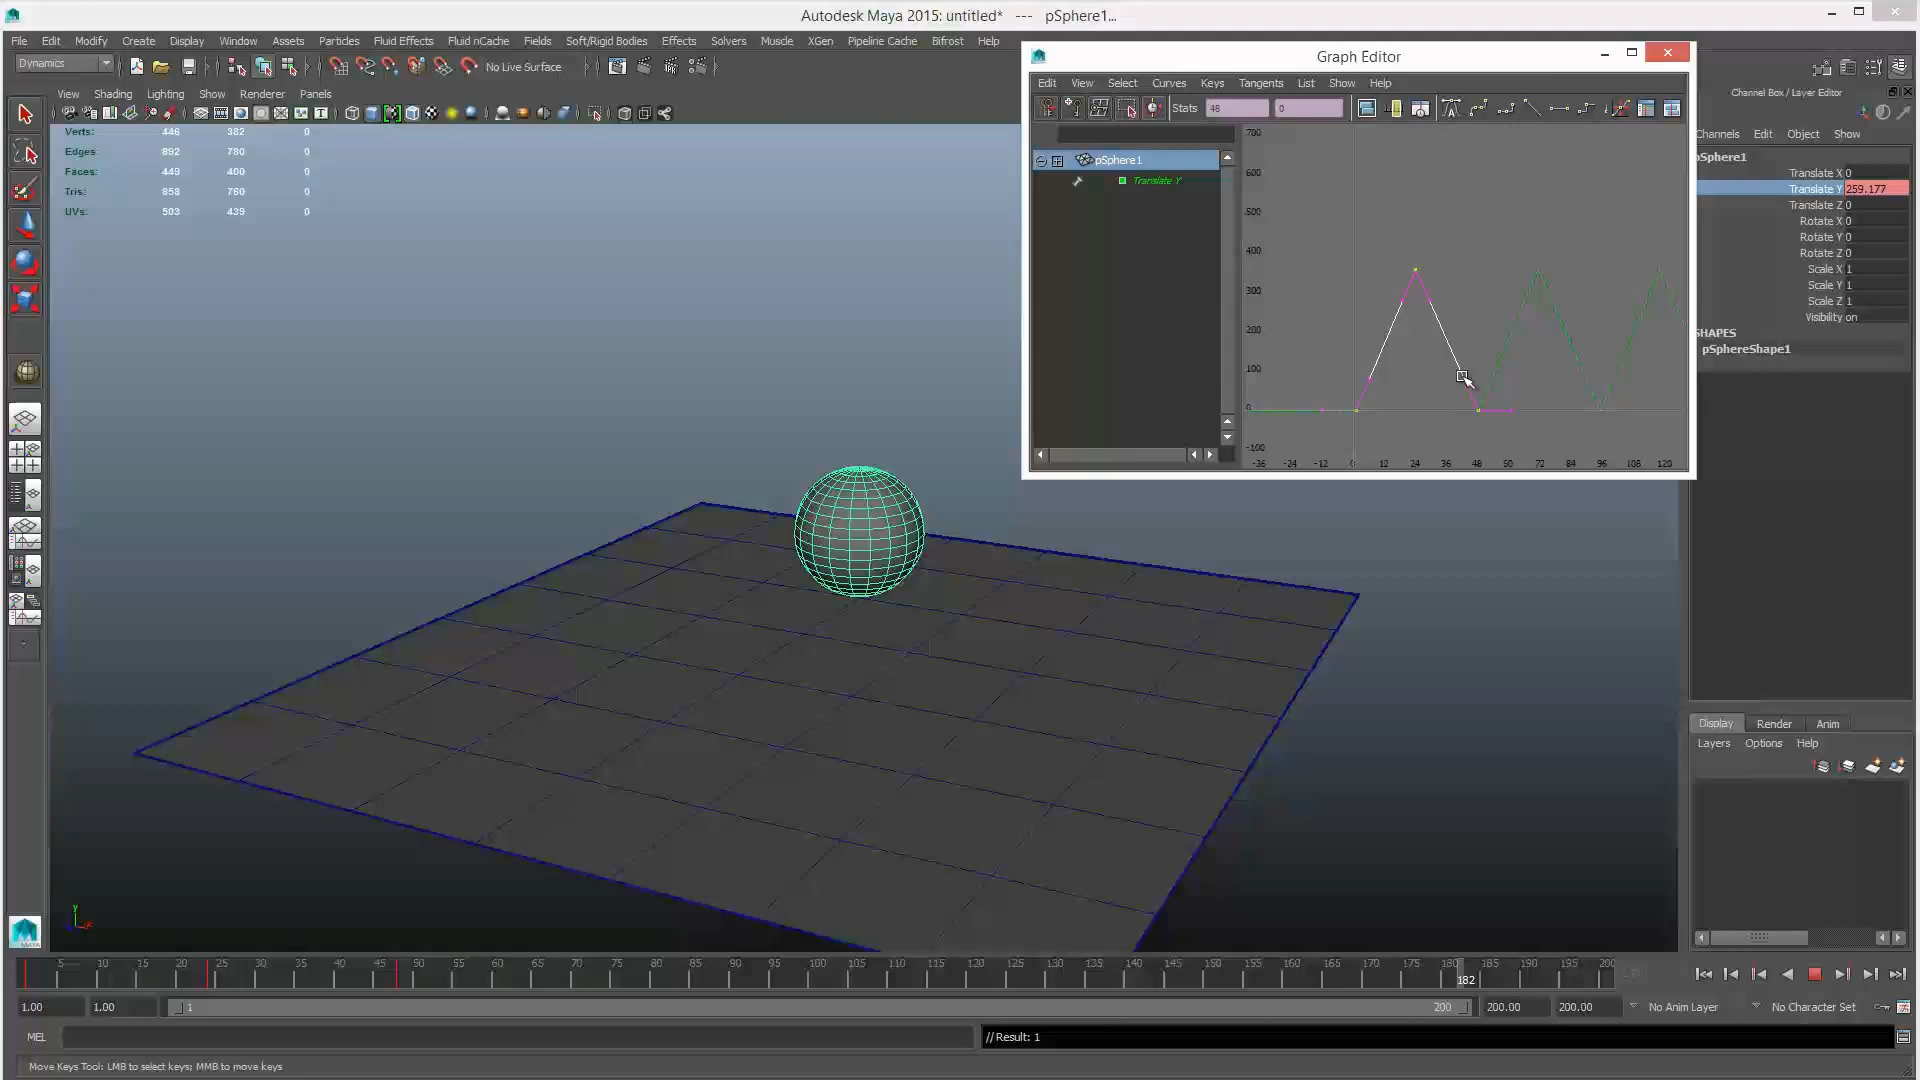 Autodesk Maya 2015: untitled* --- pSphere1...
File Edit Modify Create Display Window Assets Particles Fluid Effects Fluid nCache Fields Soft/Rigid Bodies Effects Solvers Muscle XGen Pipeline Cache Bifrost Help
Dynamics
No Live Surface
View Shading Lighting Show Renderer Panels
Verts: 446 382 0
Edges: 892 780 0
Faces: 449 400 0
Tris: 858 760 0
UVs: 503 439 0
Graph Editor
Edit View Select Curves Keys Tangents List Show Help
Stats 48 0
pSphere1
Translate Y
700
600
500
400
300
200
100
0
-100
-36 -24 -12 0 12 24 36 48 60 72 84 96 108 120
Channel Box / Layer Editor
Channels Edit Object Show
pSphere1
Translate X 0
Translate Y 259.177
Translate Z 0
Rotate X 0
Rotate Y 0
Rotate Z 0
Scale X 1
Scale Y 1
Scale Z 1
Visibility on
SHAPES
pSphereShape1
Display Render Anim
Layers Options Help
y
x
MAYA
5 10 15 20 25 30 35 40 45 50 55 60 65 70 75 80 85 90 95 100 105 110 115 120 125 130 135 140 145 150 155 160 165 170 175 180 185 190 195 200
182
1.00 1.00 1 200 200.00 200.00 No Anim Layer No Character Set
MEL // Result: 1
Move Keys Tool: LMB to select keys; MMB to move keys